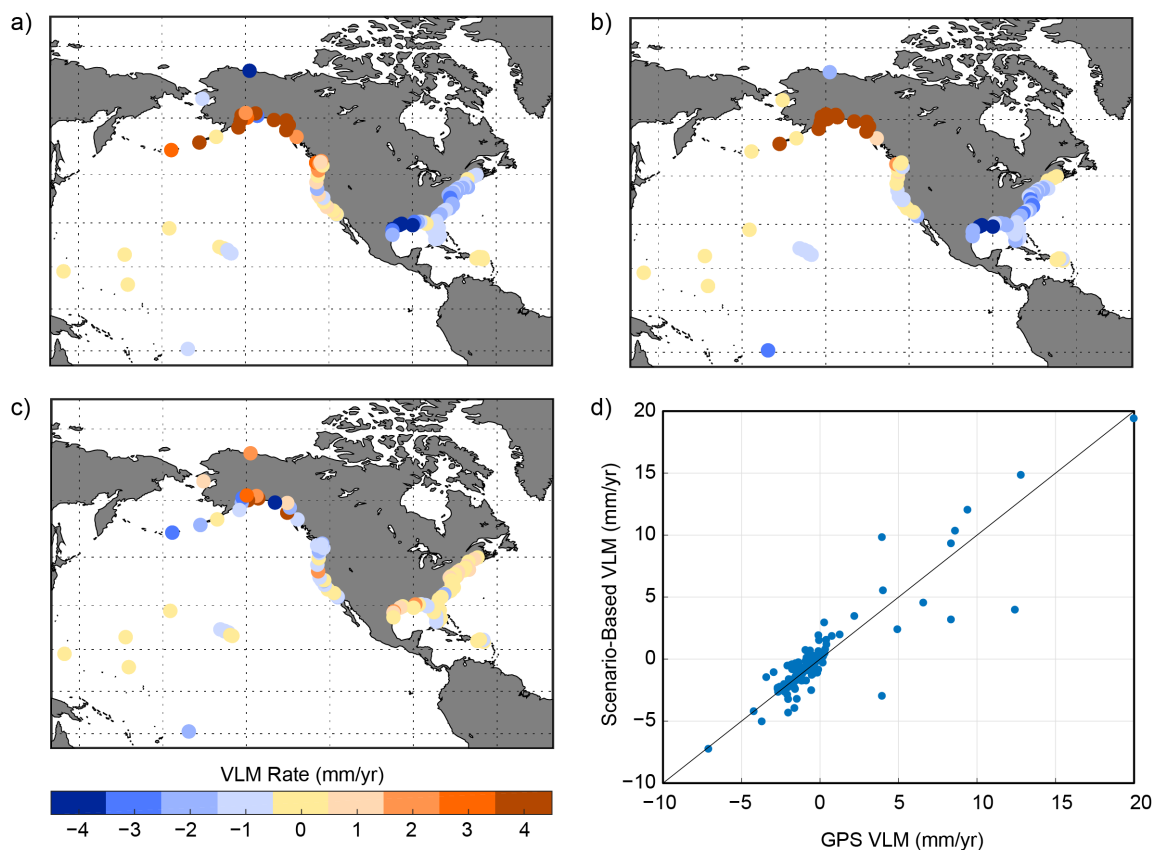 a)
b)
c)
d)
VLM Rate (mm/yr)
−4 −3 −2 −1 0 1 2 3 4
Scenario-Based VLM (mm/yr)
20
15
10
5
0
−5
−10
−10 −5 0 5 10 15 20
GPS VLM (mm/yr)